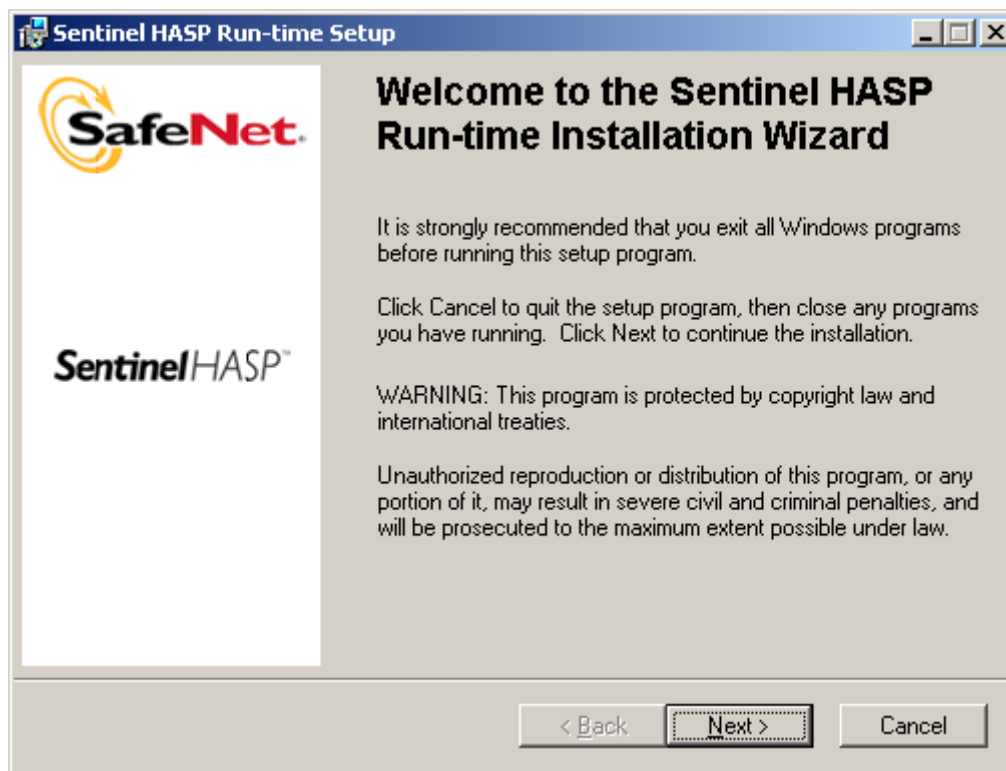 Sentinel HASP Run-time Setup
SafeNet.
Welcome to the Sentinel HASP
Run-time Installation Wizard
It is strongly recommended that you exit all Windows programs
before running this setup program.
Click Cancel to quit the setup program, then close any programs
you have running.  Click Next to continue the installation.
Sentinel HASP™
WARNING: This program is protected by copyright law and
international treaties.
Unauthorized reproduction or distribution of this program, or any
portion of it, may result in severe civil and criminal penalties, and
will be prosecuted to the maximum extent possible under law.
< Back
Next >
Cancel